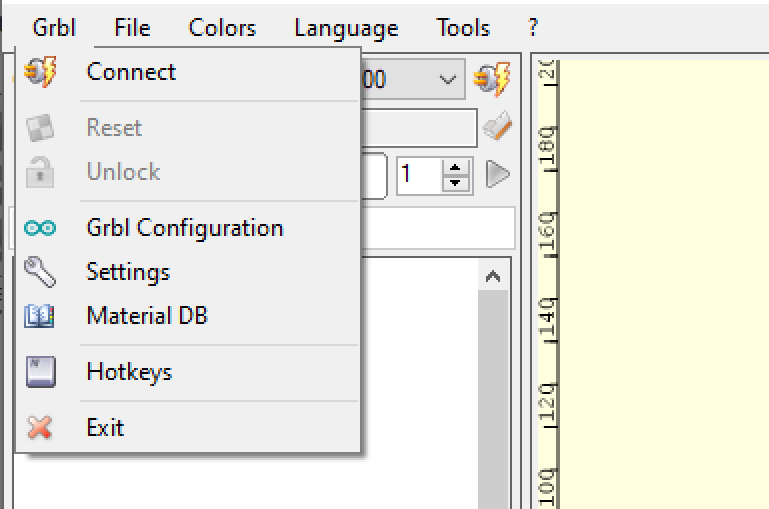 Grbl File Colors Language Tools ?
Connect
00
Reset
Unlock
1
Grbl Configuration
Settings
Material DB
Hotkeys
Exit
180
160
140
120
100